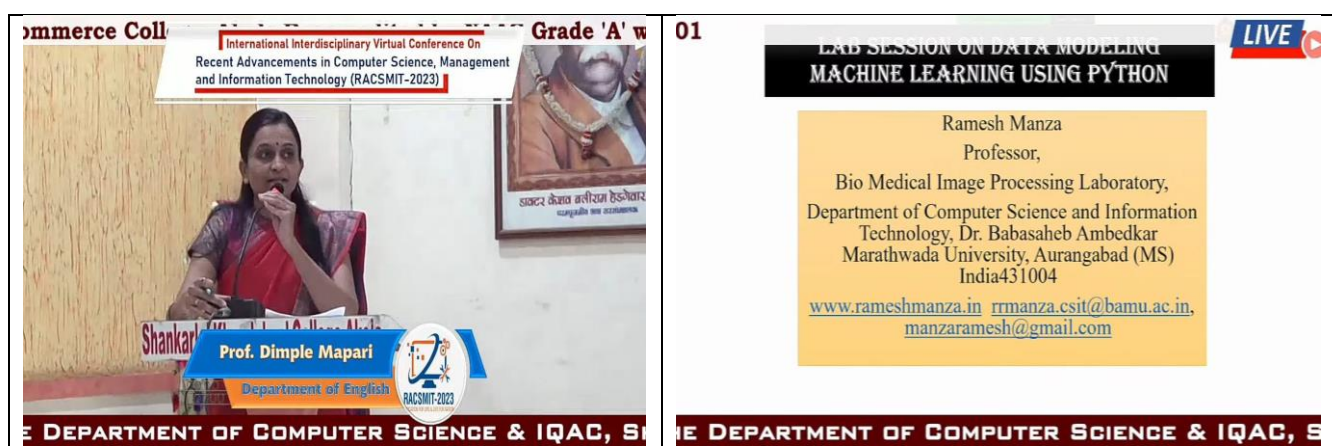 International Interdisciplinary Virtual Conference On
Recent Advancements in Computer Science, Management
and Information Technology (RACSMIT-2023)
Grade 'A'
डाक्टर केशव बलीराम हेडगेवार
Prof. Dimple Mapari
Department of English
RACSMIT-2023
DEPARTMENT OF COMPUTER SCIENCE & IQAC,
01
LIVE
LAB SESSION ON DATA MODELING
MACHINE LEARNING USING PYTHON
Ramesh Manza
Professor,
Bio Medical Image Processing Laboratory,
Department of Computer Science and Information
Technology, Dr. Babasaheb Ambedkar
Marathwada University, Aurangabad (MS)
India431004
www.rameshmanza.in rrmanza.csit@bamu.ac.in,
manzaramesh@gmail.com
DEPARTMENT OF COMPUTER SCIENCE & IQAC,